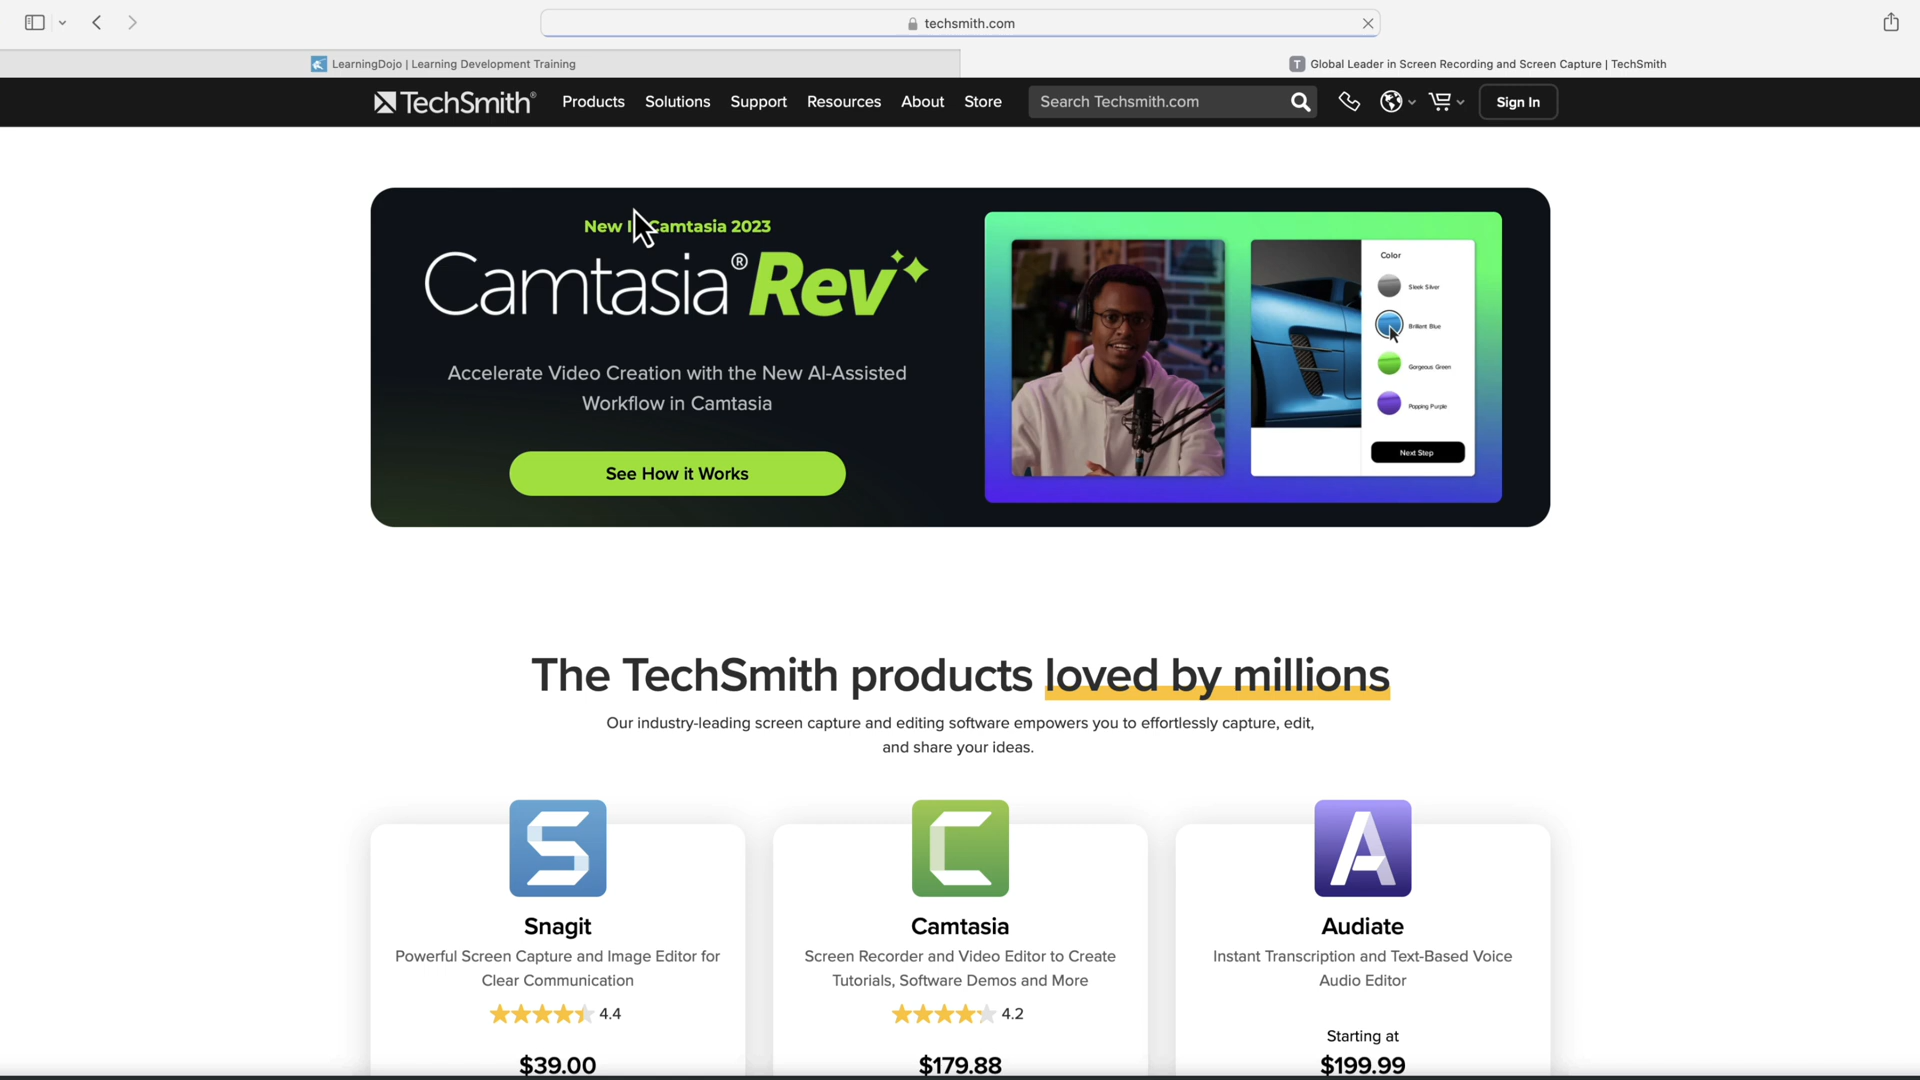 techsmith.com
LearningDojo | Learning Development Training
T Global Leader in Screen Recording and Screen Capture | TechSmith
TechSmith® Products Solutions Support Resources About Store Search Techsmith.com Sign In
New Camtasia 2023
Camtasia® Rev
Accelerate Video Creation with the New AI-Assisted
Workflow in Camtasia
See How it Works
Color
Sleek Silver
Brilliant Blue
Gorgeous Green
Popping Purple
Next Step
The TechSmith products loved by millions
Our industry-leading screen capture and editing software empowers you to effortlessly capture, edit,
and share your ideas.
S
Snagit
Powerful Screen Capture and Image Editor for
Clear Communication
4.4
$39.00
C
Camtasia
Screen Recorder and Video Editor to Create
Tutorials, Software Demos and More
4.2
$179.88
A
Audiate
Instant Transcription and Text-Based Voice
Audio Editor
Starting at
$199.99